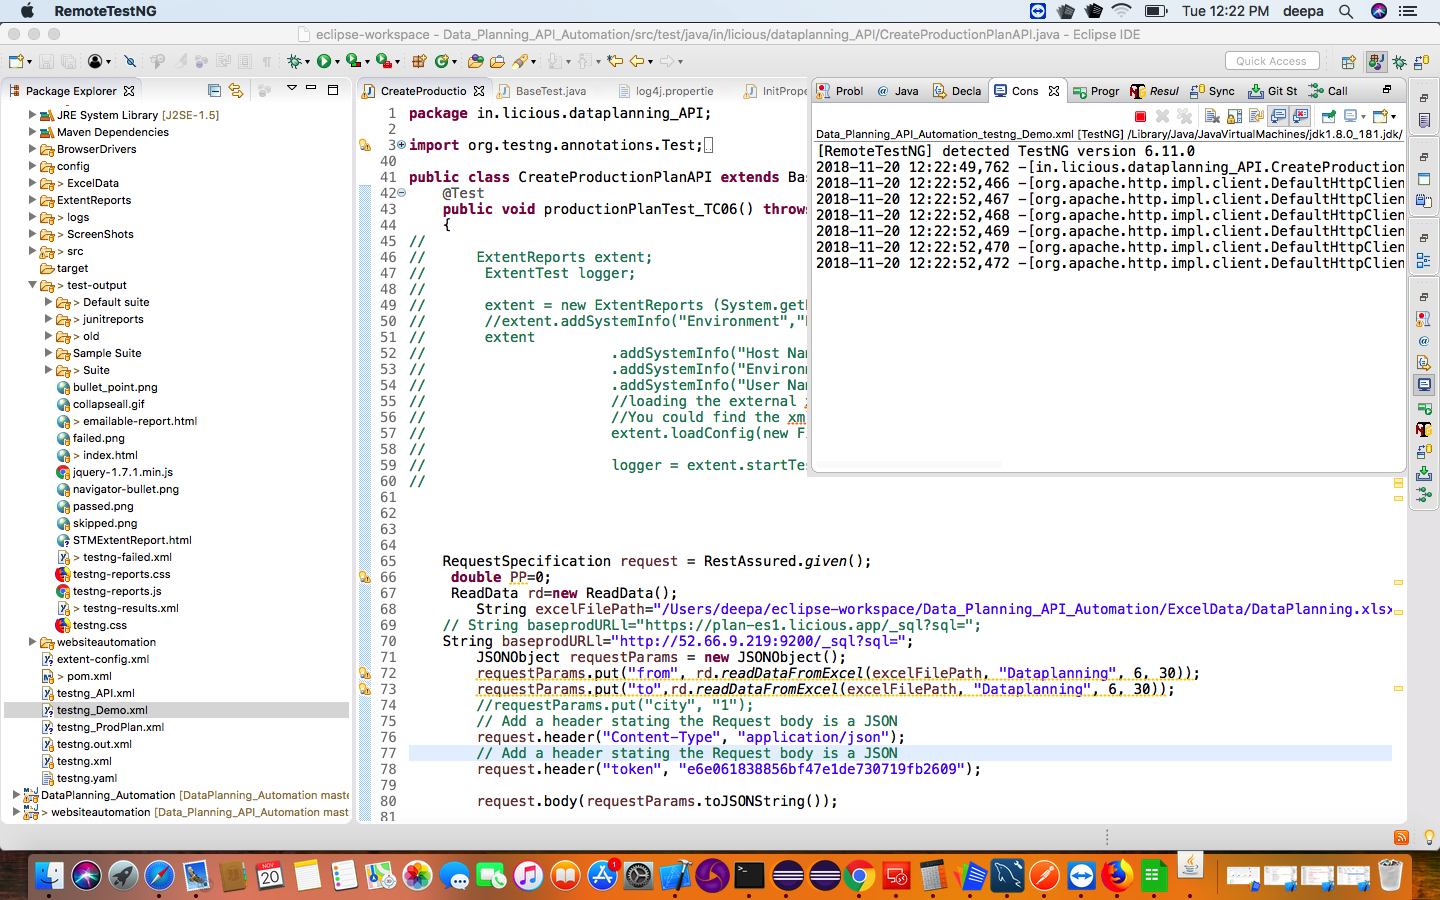 RemoteTestNG
Tue 12:22 PM deepa
eclipse-workspace - Data_Planning_API_Automation/src/test/java/in/licious/dataplanning_API/CreateProductionPlanAPI.java - Eclipse IDE
Quick Access
Package Explorer
JRE System Library [J2SE-1.5]
Maven Dependencies
BrowserDrivers
config
> ExcelData
ExtentReports
> logs
> ScreenShots
> src
target
> test-output
> Default suite
> junitreports
> old
Sample Suite
> Suite
bullet_point.png
collapseall.gif
> emailable-report.html
failed.png
> index.html
jquery-1.7.1.min.js
navigator-bullet.png
passed.png
skipped.png
STMExtentReport.html
> testng-failed.xml
testng-reports.css
testng-reports.js
> testng-results.xml
testng.css
websiteautomation
extent-config.xml
> pom.xml
testng_API.xml
testng_Demo.xml
testng_ProdPlan.xml
testng.out.xml
testng.xml
testng.yaml
DataPlanning_Automation [DataPlanning_Automation maste
> websiteautomation [Data_Planning_API_Automation mast
CreateProductio
BaseTest.java
log4j.propertie
InitPrope
1 package in.licious.dataplanning_API;
2
3 import org.testng.annotations.Test;
40
41 public class CreateProductionPlanAPI extends Ba
42 @Test
43 public void productionPlanTest_TC06() throw
44 {
45 //
46 // ExtentReports extent;
47 // ExtentTest logger;
48 //
49 // extent = new ExtentReports (System.get
50 // //extent.addSystemInfo("Environment","
51 // extent
52 // .addSystemInfo("Host Na
53 // .addSystemInfo("Environ
54 // .addSystemInfo("User Na
55 // //loading the external
56 // //You could find the xm
57 // extent.loadConfig(new F
58 //
59 // logger = extent.startTe
60 //
61
62
63
64
65 RequestSpecification request = RestAssured.given();
66 double PP=0;
67 ReadData rd=new ReadData();
68 String excelFilePath="/Users/deepa/eclipse-workspace/Data_Planning_API_Automation/ExcelData/DataPlanning.xlsx
69 // String baseprodURLl="https://plan-es1.licious.app/_sql?sql=";
70 String baseprodURLl="http://52.66.9.219:9200/_sql?sql=";
71 JSONObject requestParams = new JSONObject();
72 requestParams.put("from", rd.readDataFromExcel(excelFilePath, "Dataplanning", 6, 30));
73 requestParams.put("to",rd.readDataFromExcel(excelFilePath, "Dataplanning", 6, 30));
74 //requestParams.put("city", "1");
75 // Add a header stating the Request body is a JSON
76 request.header("Content-Type", "application/json");
77 // Add a header stating the Request body is a JSON
78 request.header("token", "e6e061838856bf47e1de730719fb2609");
79
80 request.body(requestParams.toJSONString());
81
Probl
@ Java
Decla
Cons
Progr
Resul
Sync
Git St
Call
Data_Planning_API_Automation_testng_Demo.xml [TestNG] /Library/Java/JavaVirtualMachines/jdk1.8.0_181.jdk/
[RemoteTestNG] detected TestNG version 6.11.0
2018-11-20 12:22:49,762 -[in.licious.dataplanning_API.CreateProduction
2018-11-20 12:22:52,466 -[org.apache.http.impl.client.DefaultHttpClien
2018-11-20 12:22:52,467 -[org.apache.http.impl.client.DefaultHttpClien
2018-11-20 12:22:52,468 -[org.apache.http.impl.client.DefaultHttpClien
2018-11-20 12:22:52,469 -[org.apache.http.impl.client.DefaultHttpClien
2018-11-20 12:22:52,470 -[org.apache.http.impl.client.DefaultHttpClien
2018-11-20 12:22:52,472 -[org.apache.http.impl.client.DefaultHttpClien
NOV
20
1